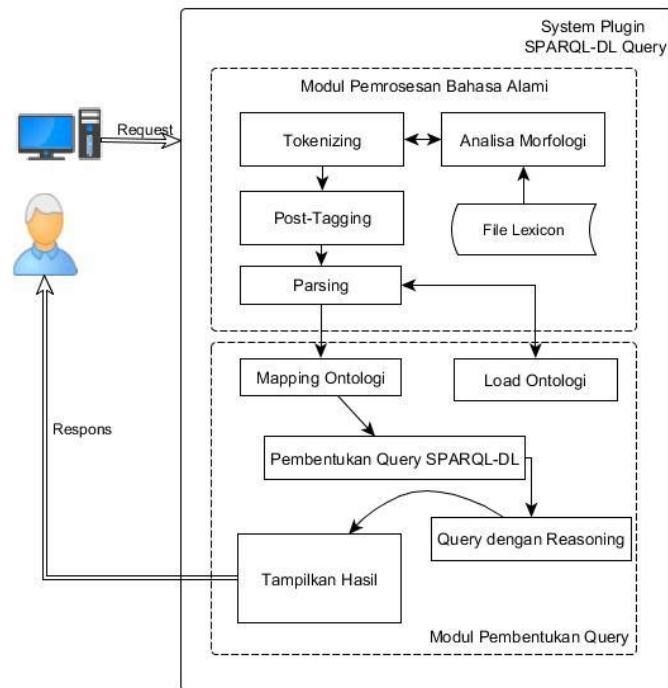 System Plugin
SPARQL-DL Query
Modul Pemrosesan Bahasa Alami
Request
Tokenizing
Analisa Morfologi
Post-Tagging
File Lexicon
Parsing
Mapping Ontologi
Load Ontologi
Respons
Pembentukan Query SPARQL-DL
Query dengan Reasoning
Tampilkan Hasil
Modul Pembentukan Query